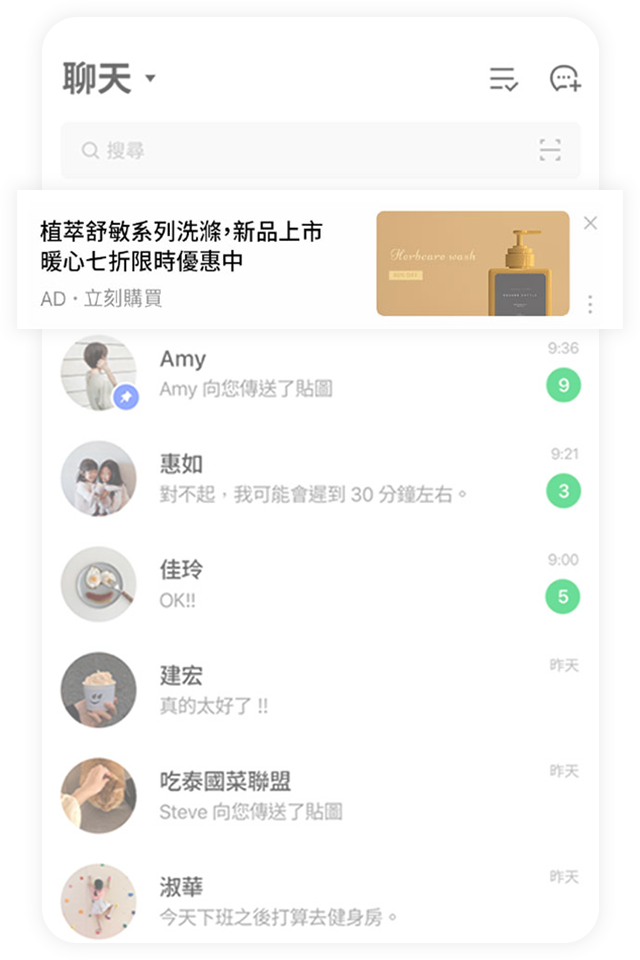 聊天
搜尋
植萃舒敏系列洗滌，新品上市
暖心七折限時優惠中
AD・立刻購買
Herbcare wash
Amy
9:36
Amy 向您傳送了貼圖
9
惠如
9:21
對不起，我可能會遲到 30 分鐘左右。
3
佳玲
9:00
OK!!
5
建宏
昨天
真的太好了 !!
吃泰國菜聯盟
昨天
Steve 向您傳送了貼圖
淑華
昨天
今天下班之後打算去健身房。